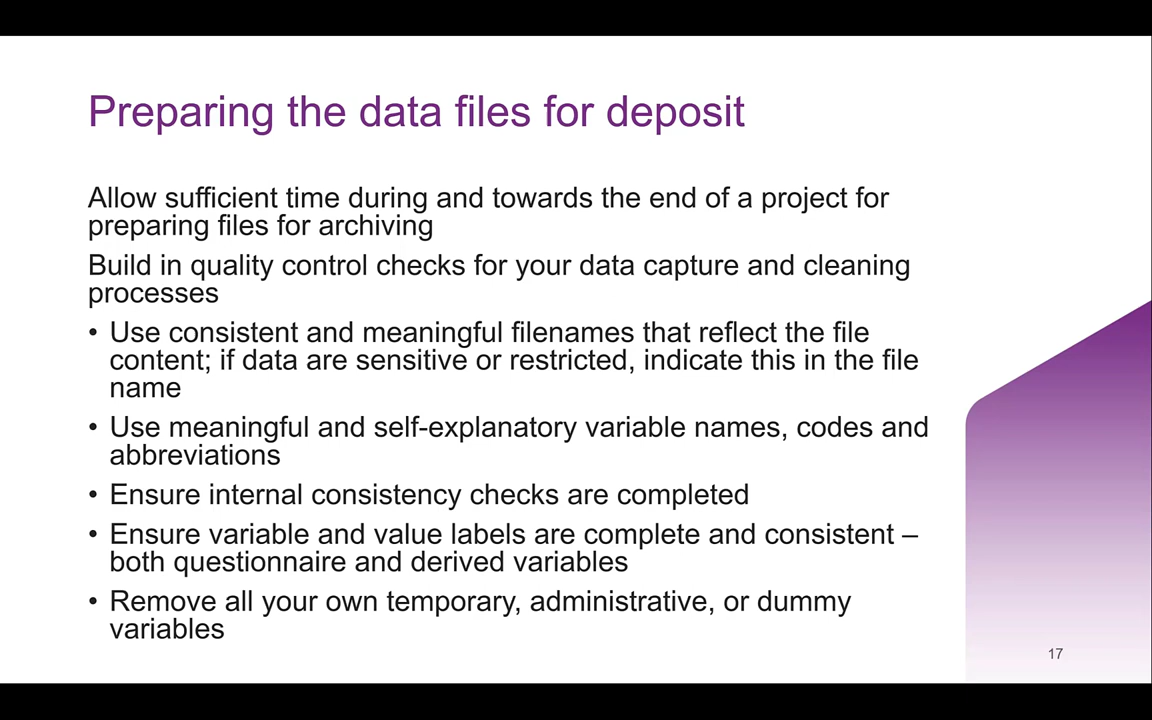 Preparing the data files for deposit
Allow sufficient time during and towards the end of a project for
preparing files for archiving
Build in quality control checks for your data capture and cleaning
processes
• Use consistent and meaningful filenames that reflect the file
content; if data are sensitive or restricted, indicate this in the file
name
• Use meaningful and self-explanatory variable names, codes and
abbreviations
• Ensure internal consistency checks are completed
• Ensure variable and value labels are complete and consistent –
both questionnaire and derived variables
• Remove all your own temporary, administrative, or dummy
variables
17